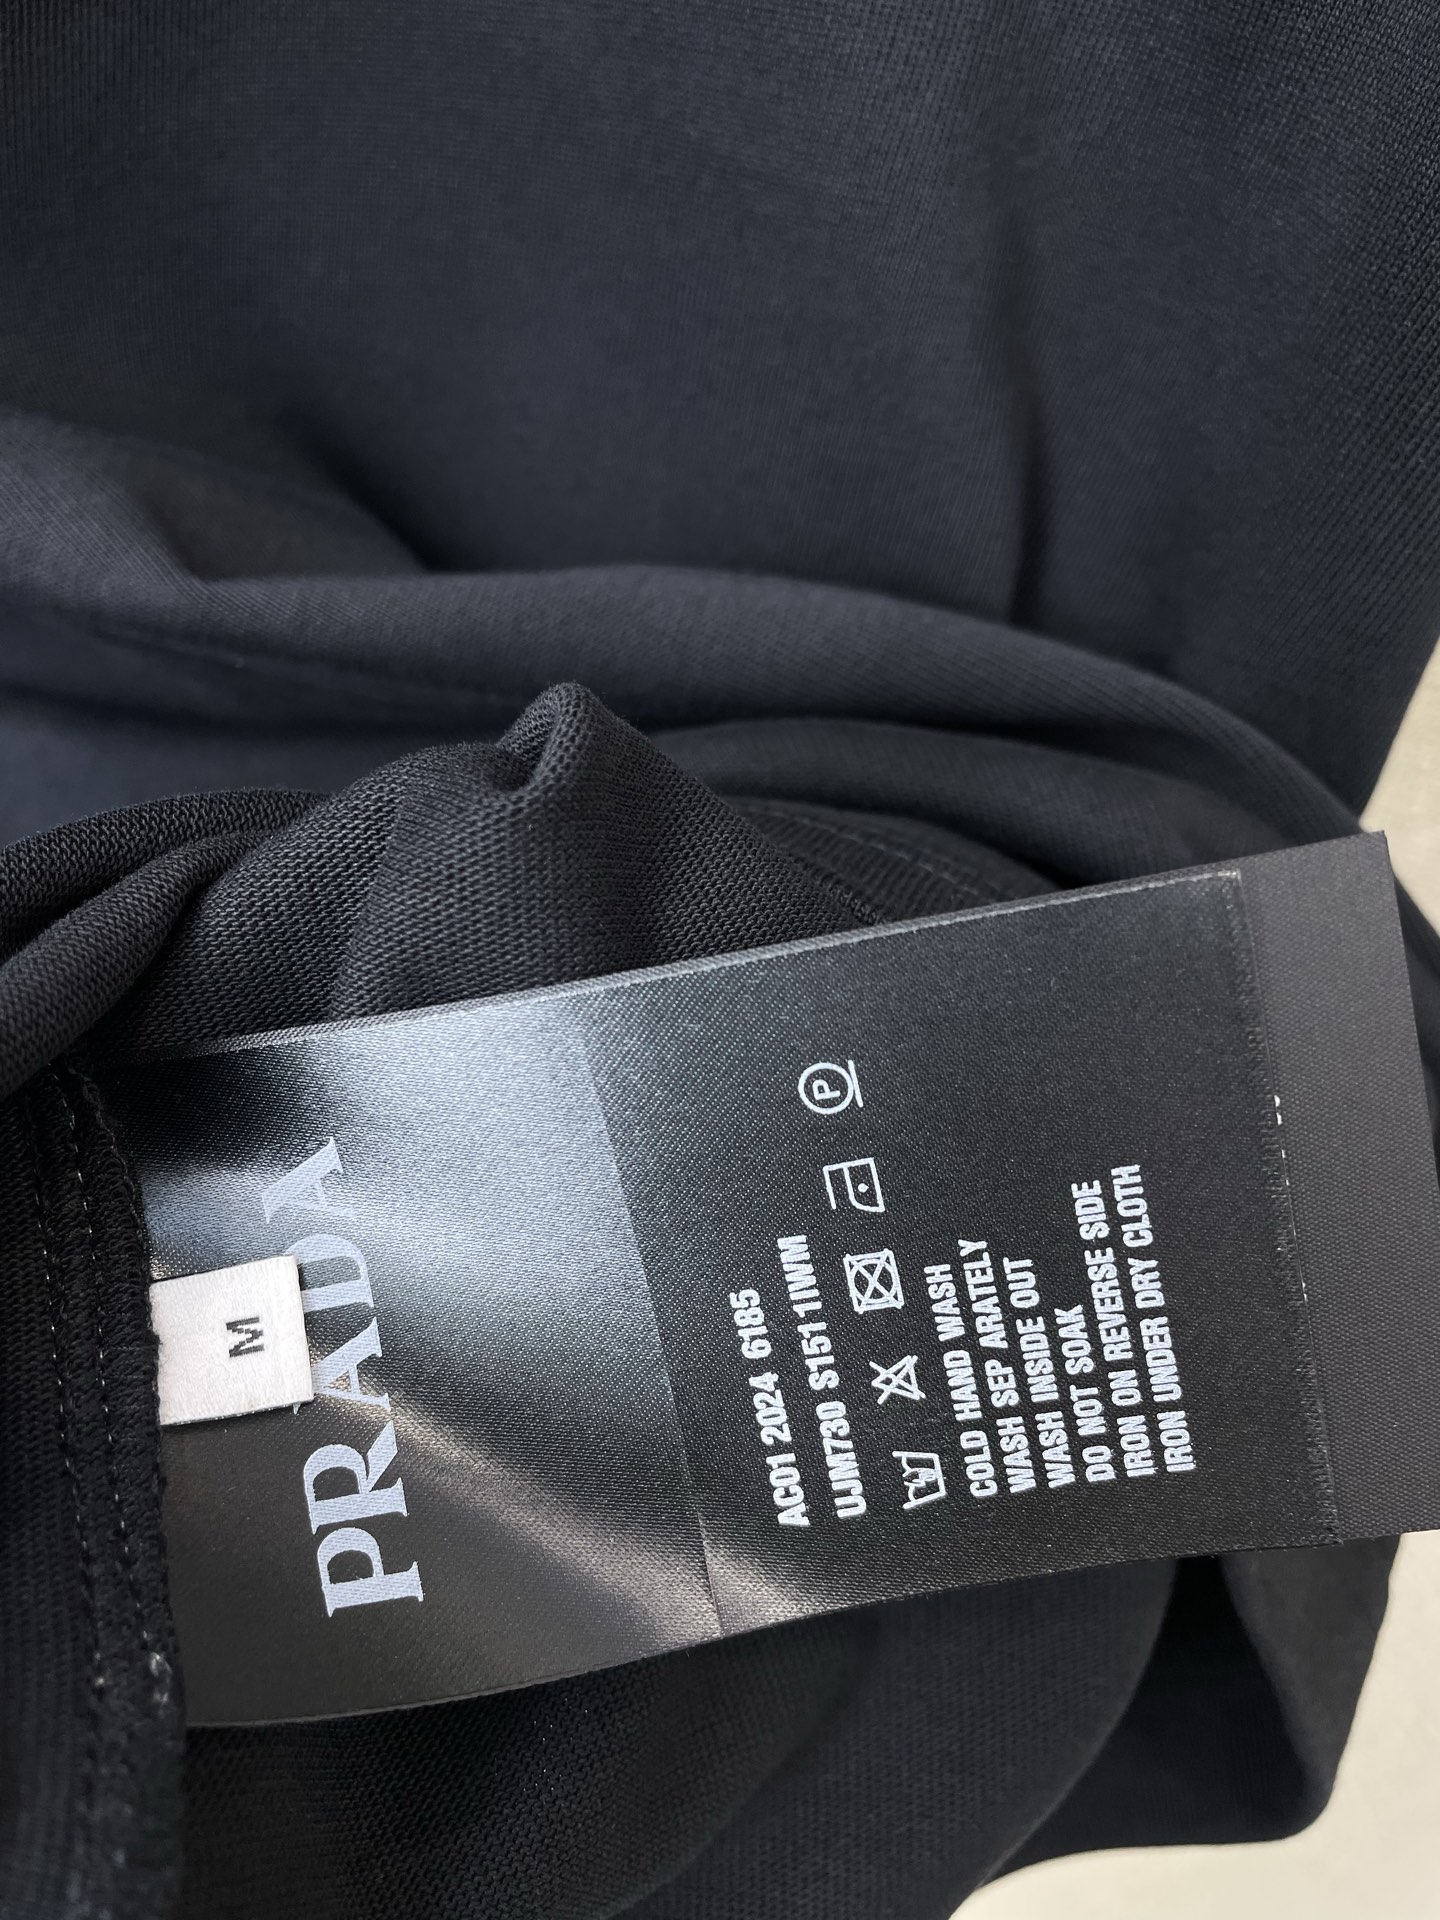 PRADA
M
AC01 2024 6185
UJM730 S151 1IWM
P
COLD HAND WASH
WASH SEP ARATELY
WASH INSIDE OUT
DO NOT SOAK
IRON ON REVERSE SIDE
IRON UNDER DRY CLOTH